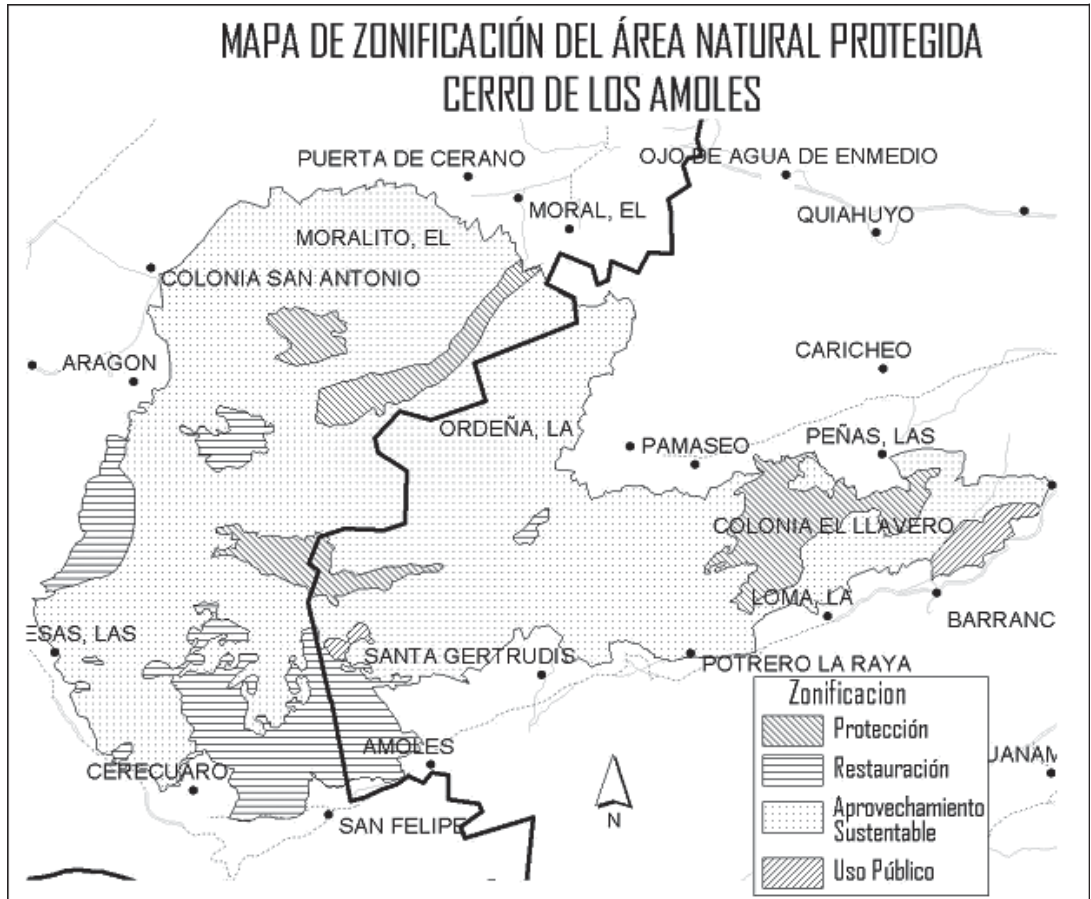 MAPA DE ZONIFICACIÓN DEL ÁREA NATURAL PROTEGIDA
CERRO DE LOS AMOLES
PUERTA DE CERANO
OJO DE AGUA DE ENMEDIO
MORAL, EL
QUIAHUYO
MORALITO, EL
COLONIA SAN ANTONIO
CARICHEO
ARAGON
ORDEÑA, LA
PAMASEO
PEÑAS, LAS
COLONIA EL LLAVERO
LOMA, LA
BARRANC
ESAS, LAS
SANTA GERTRUDIS
POTRERO LA RAYA
AMOLES
CERECUARO
SAN FELIPE
N
UANAM
Zonificacion
Protección
Restauración
Aprovechamiento
Sustentable
Uso Público